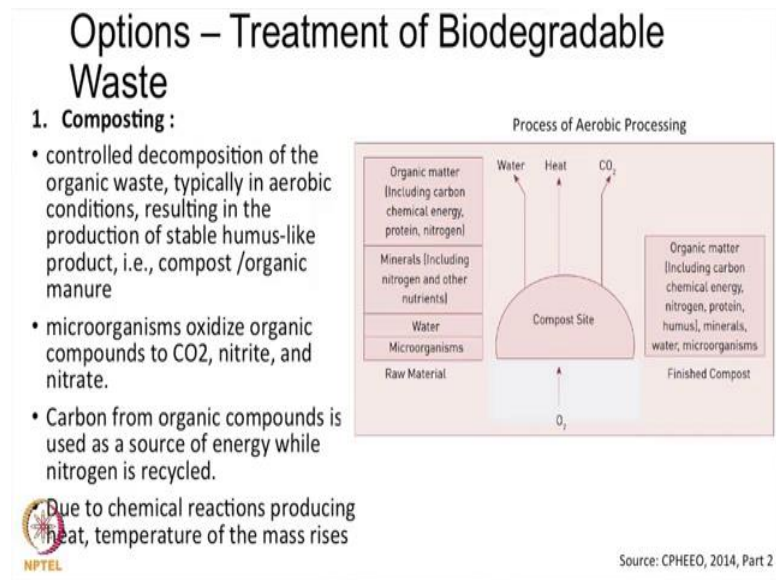 Options – Treatment of Biodegradable
Waste
1. Composting :
• controlled decomposition of the
organic waste, typically in aerobic
conditions, resulting in the
production of stable humus-like
product, i.e., compost /organic
manure
• microorganisms oxidize organic
compounds to CO2, nitrite, and
nitrate.
• Carbon from organic compounds is
used as a source of energy while
nitrogen is recycled.
• Due to chemical reactions producing
heat, temperature of the mass rises
Process of Aerobic Processing
Organic matter
(Including carbon
chemical energy,
protein, nitrogen)
Minerals (Including
nitrogen and other
nutrients)
Water
Microorganisms
Raw Material
Water Heat CO₂
Compost Site
O₂
Organic matter
(Including carbon
chemical energy,
nitrogen, protein,
humus), minerals,
water, microorganisms
Finished Compost
NPTEL
Source: CPHEEO, 2014, Part 2